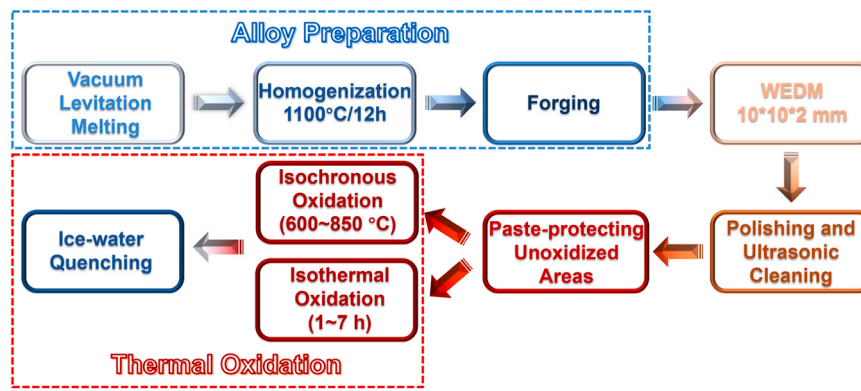 Alloy Preparation
Vacuum
Levitation
Melting
Homogenization
1100°C/12h
Forging
WEDM
10*10*2 mm
Polishing and
Ultrasonic
Cleaning
Paste-protecting
Unoxidized
Areas
Isochronous
Oxidation
(600~850 °C)
Isothermal
Oxidation
(1~7 h)
Ice-water
Quenching
Thermal Oxidation